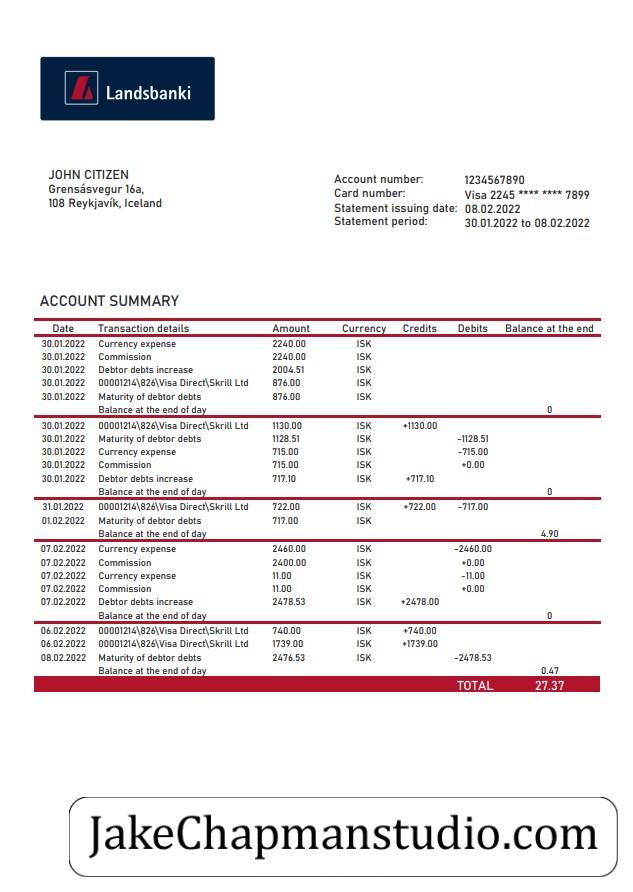 Landsbanki
JOHN CITIZEN
Grensásvegur 16a,
108 Reykjavík, Iceland
Account number: 1234567890
Card number: Visa 2245 **** **** 7899
Statement issuing date: 08.02.2022
Statement period: 30.01.2022 to 08.02.2022
ACCOUNT SUMMARY
Date Transaction details Amount Currency Credits Debits Balance at the end
30.01.2022 Currency expense 2240.00 ISK
30.01.2022 Commission 2240.00 ISK
30.01.2022 Debtor debts increase 2004.51 ISK
30.01.2022 00001214\826\Visa Direct\Skrill Ltd 876.00 ISK
30.01.2022 Maturity of debtor debts 876.00 ISK
Balance at the end of day 0
30.01.2022 00001214\826\Visa Direct\Skrill Ltd 1130.00 ISK +1130.00
30.01.2022 Maturity of debtor debts 1128.51 ISK -1128.51
30.01.2022 Currency expense 715.00 ISK -715.00
30.01.2022 Commission 715.00 ISK +0.00
30.01.2022 Debtor debts increase 717.10 ISK +717.10
Balance at the end of day 0
31.01.2022 00001214\826\Visa Direct\Skrill Ltd 722.00 ISK +722.00 -717.00
01.02.2022 Maturity of debtor debts 717.00 ISK
Balance at the end of day 4.90
07.02.2022 Currency expense 2460.00 ISK -2460.00
07.02.2022 Commission 2400.00 ISK +0.00
07.02.2022 Currency expense 11.00 ISK -11.00
07.02.2022 Commission 11.00 ISK +0.00
07.02.2022 Debtor debts increase 2478.53 ISK +2478.00
Balance at the end of day 0
06.02.2022 00001214\826\Visa Direct\Skrill Ltd 740.00 ISK +740.00
06.02.2022 00001214\826\Visa Direct\Skrill Ltd 1739.00 ISK +1739.00
08.02.2022 Maturity of debtor debts 2476.53 ISK -2478.53
Balance at the end of day 0.47
TOTAL 27.37
JakeChapmanstudio.com